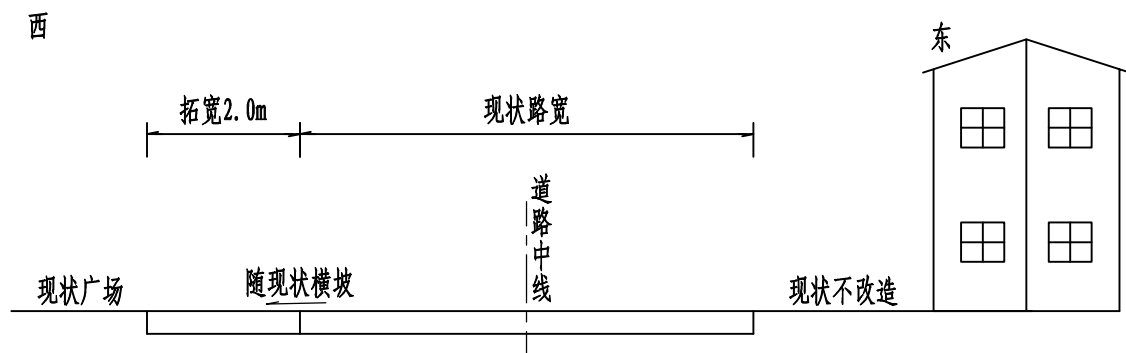 西
东
拓宽2.0m
现状路宽
道路中线
现状广场
随现状横坡
现状不改造